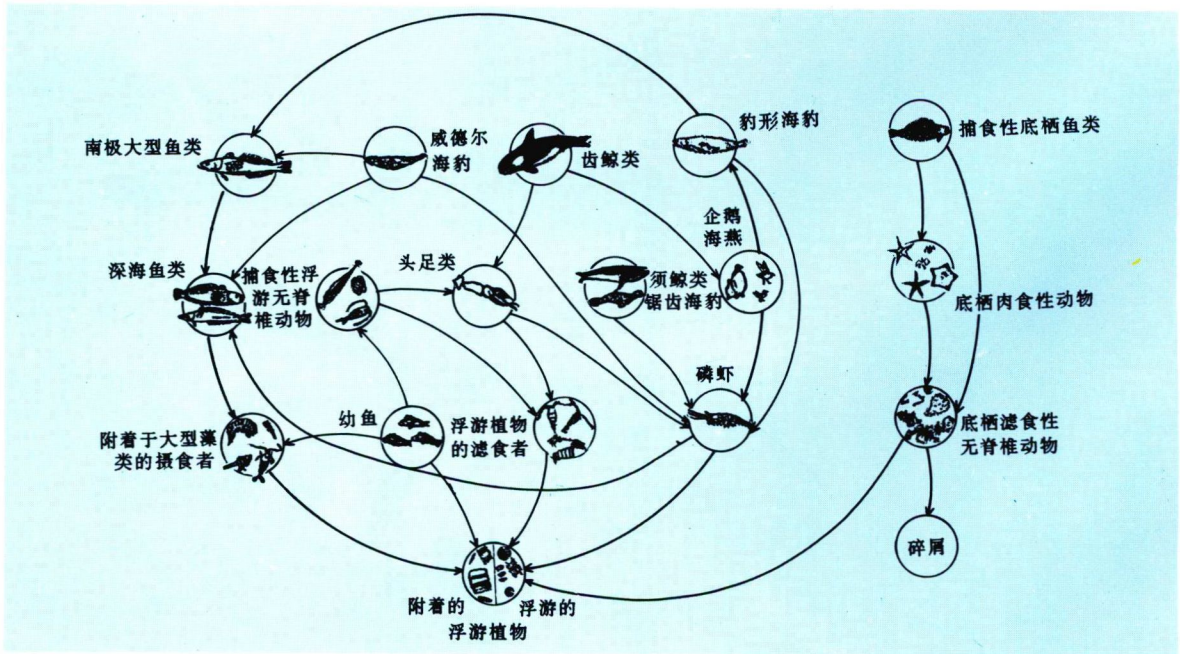 南极大型鱼类
威德尔
海豹
齿鲸类
豹形海豹
捕食性底栖鱼类
企鹅
海燕
深海鱼类
捕食性浮
游无脊
椎动物
头足类
须鲸类
锯齿海豹
底栖肉食性动物
磷虾
幼鱼
浮游植物
的滤食者
附着于大型藻
类的摄食者
底栖滤食性
无脊椎动物
碎屑
附着的
浮游的
浮游植物